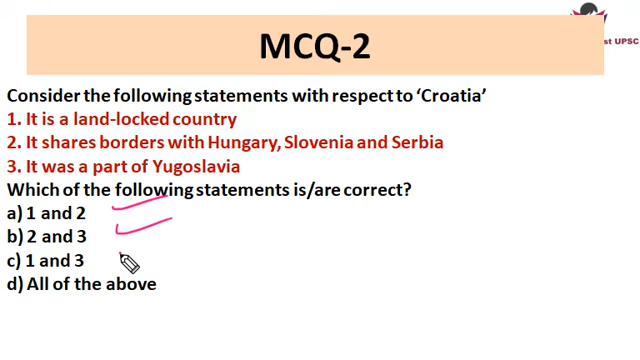 MCQ-2
st UPSC
Consider the following statements with respect to ‘Croatia’
1. It is a land-locked country
2. It shares borders with Hungary, Slovenia and Serbia
3. It was a part of Yugoslavia
Which of the following statements is/are correct?
a) 1 and 2
b) 2 and 3
c) 1 and 3
d) All of the above